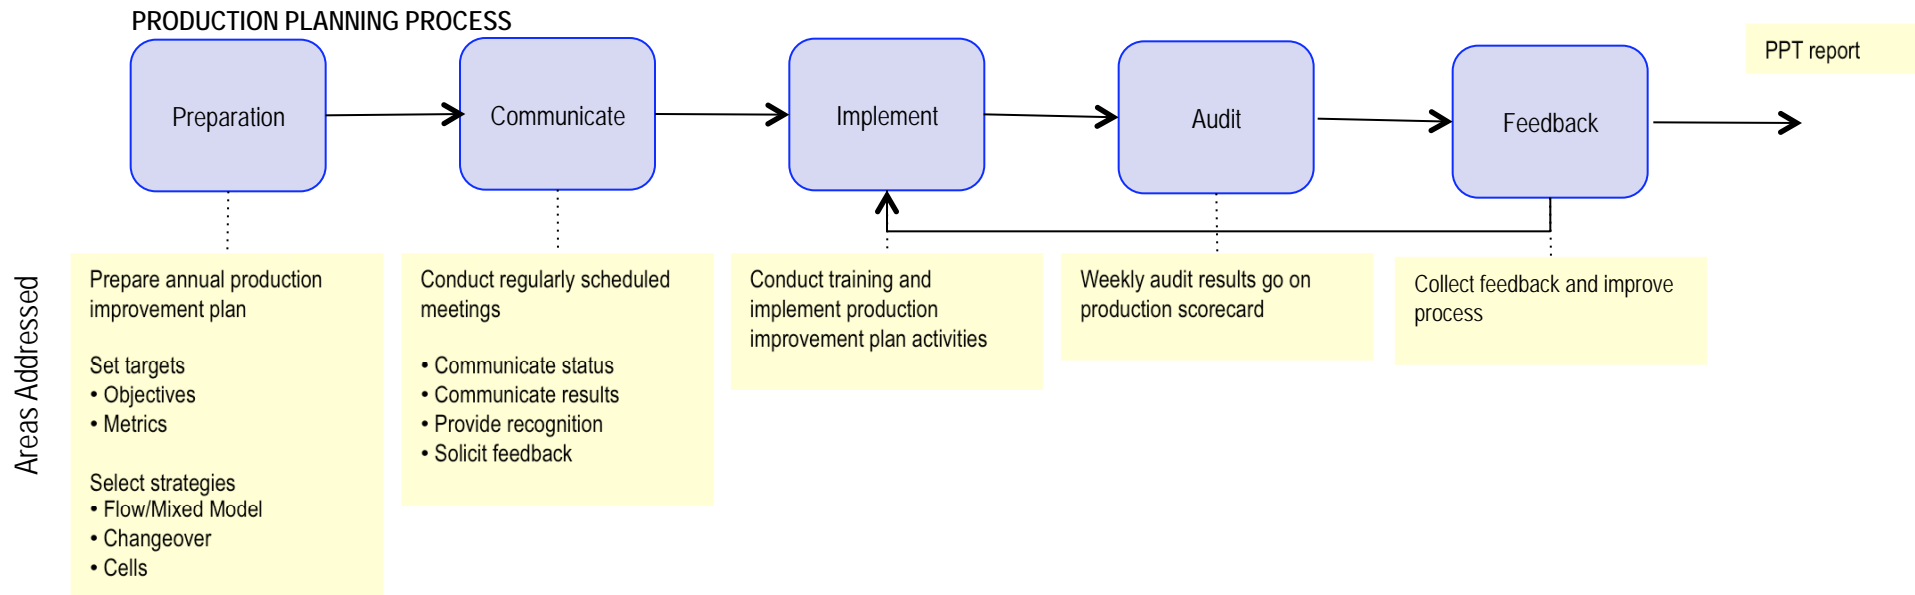 PRODUCTION PLANNING PROCESS
PPT report
Preparation
Communicate
Implement
Audit
Feedback
Areas Addressed
Prepare annual production
improvement plan
Set targets
• Objectives
• Metrics
Select strategies
• Flow/Mixed Model
• Changeover
• Cells
Conduct regularly scheduled
meetings
• Communicate status
• Communicate results
• Provide recognition
• Solicit feedback
Conduct training and
implement production
improvement plan activities
Weekly audit results go on
production scorecard
Collect feedback and improve
process